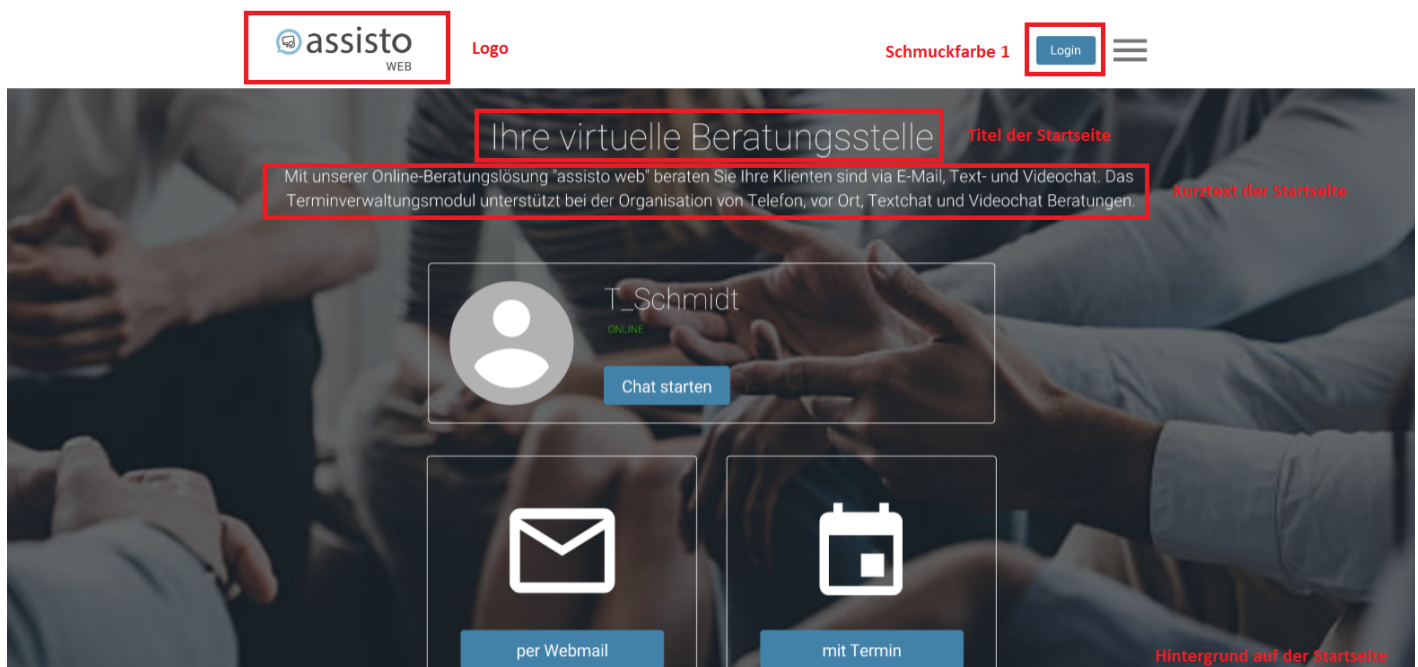 assisto
WEB
Logo
Schmuckfarbe 1
Login
Ihre virtuelle Beratungsstelle
Titel der Startseite
Mit unserer Online-Beratungslösung "assisto web" beraten Sie Ihre Klienten sind via E-Mail, Text- und Videochat. Das
Terminverwaltungsmodul unterstützt bei der Organisation von Telefon, vor Ort, Textchat und Videochat Beratungen.
Kurztext der Startseite
T_Schmidt
ONLINE
Chat starten
per Webmail
mit Termin
Hintergrund auf der Startseite